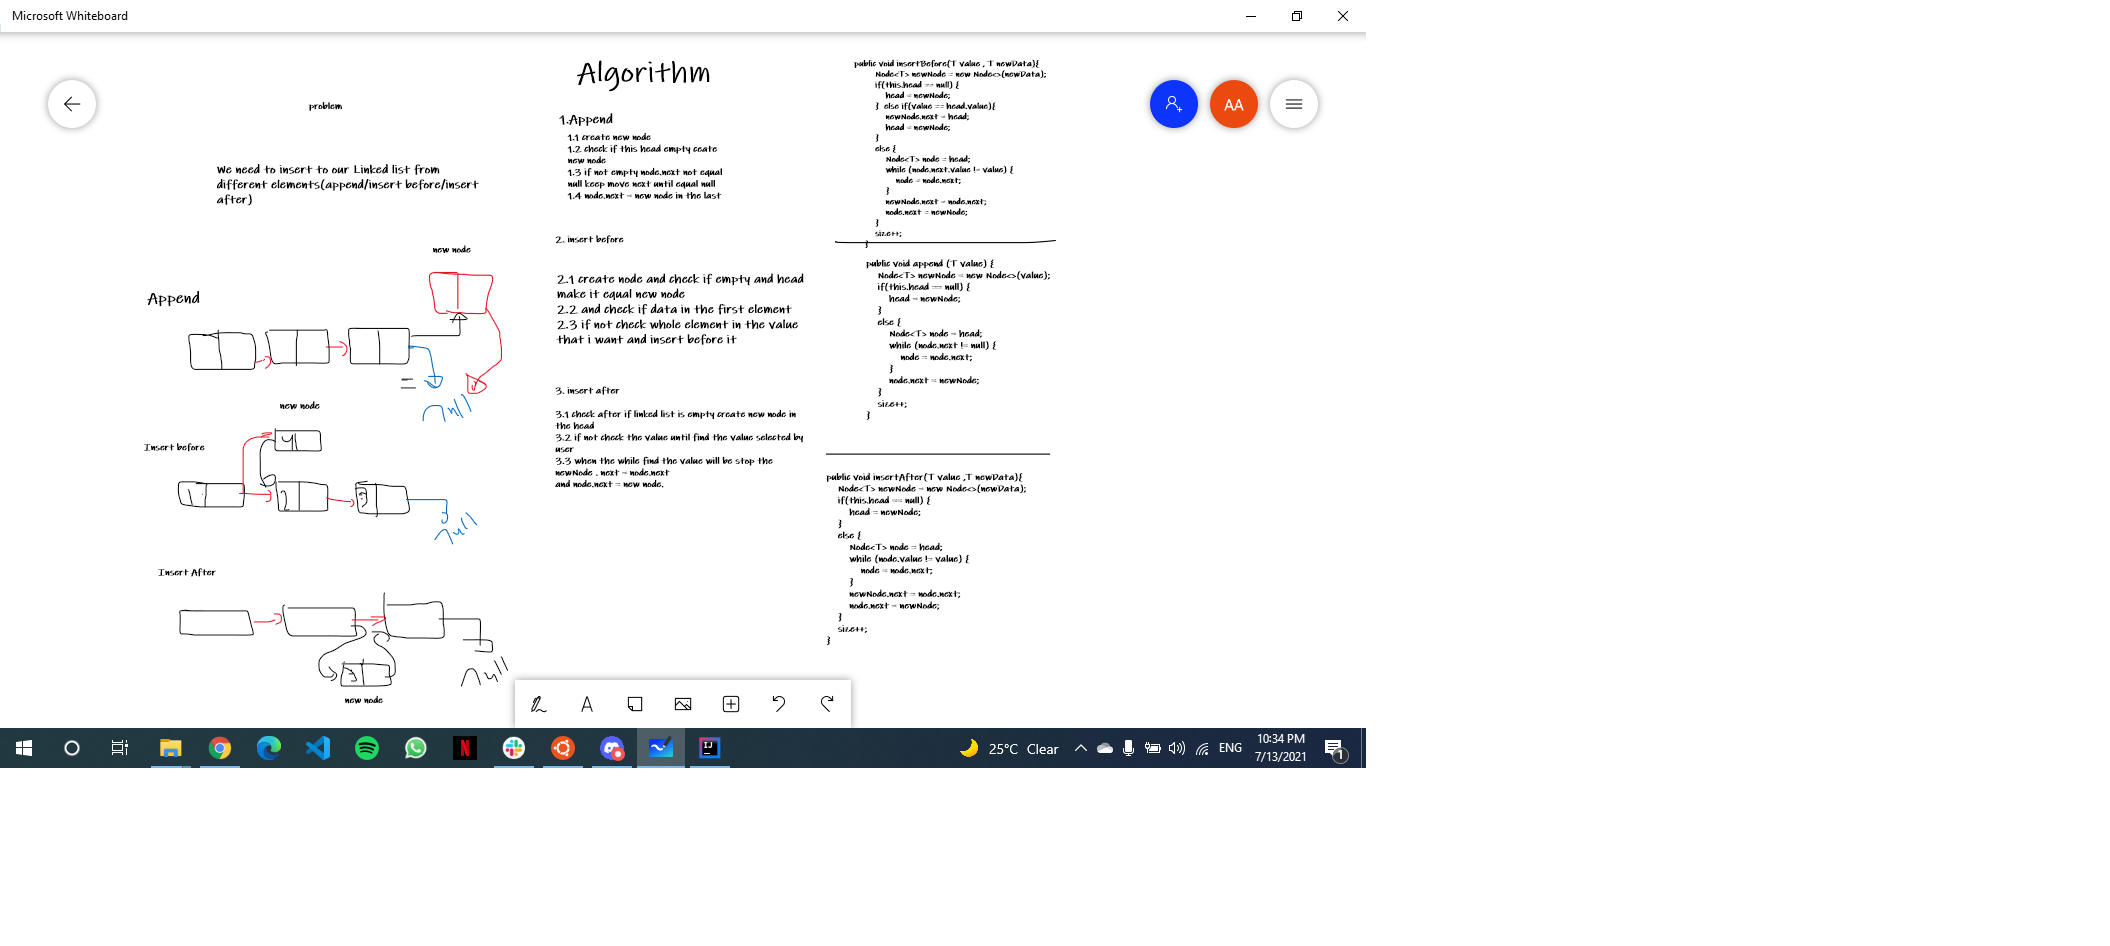 Microsoft Whiteboard
problem
We need to insert to our Linked list from
different elements(append/insert before/insert
after)
new node
Append
null
new node
Insert before
4
1
2
3
null
Insert After
3
null
new node
Algorithm
1.Append
1.1 create new node
1.2 check if this head empty ceate
new node
1.3 if not empty node.next not equal
null keep move next until equal null
1.4 node.next = new node in the last
2. insert before
2.1 create node and check if empty and head
make it equal new node
2.2 and check if data in the first element
2.3 if not check whole element in the value
that i want and insert before it
3. insert after
3.1 check after if linked list is empty create new node in
the head
3.2 if not check the value until find the value selected by
user
3.3 when the while find the value will be stop the
newNode . next = node.next
and node.next = new node.
public void insertBefore(T value , T newData){
Node<T> newNode = new Node<>(newData);
if(this.head == null) {
head = newNode;
} else if(value == head.value){
newNode.next = head;
head = newNode;
}
else {
Node<T> node = head;
while (node.next.value != value) {
node = node.next;
}
newNode.next = node.next;
node.next = newNode;
}
size++;
}
public void append (T value) {
Node<T> newNode = new Node<>(value);
if(this.head == null) {
head = newNode;
}
else {
Node<T> node = head;
while (node.next != null) {
node = node.next;
}
node.next = newNode;
}
size++;
}
public void insertAfter(T value ,T newData){
Node<T> newNode = new Node<>(newData);
if(this.head == null) {
head = newNode;
}
else {
Node<T> node = head;
while (node.value != value) {
node = node.next;
}
newNode.next = node.next;
node.next = newNode;
}
size++;
}
AA
25°C Clear
ENG
10:34 PM
7/13/2021
1